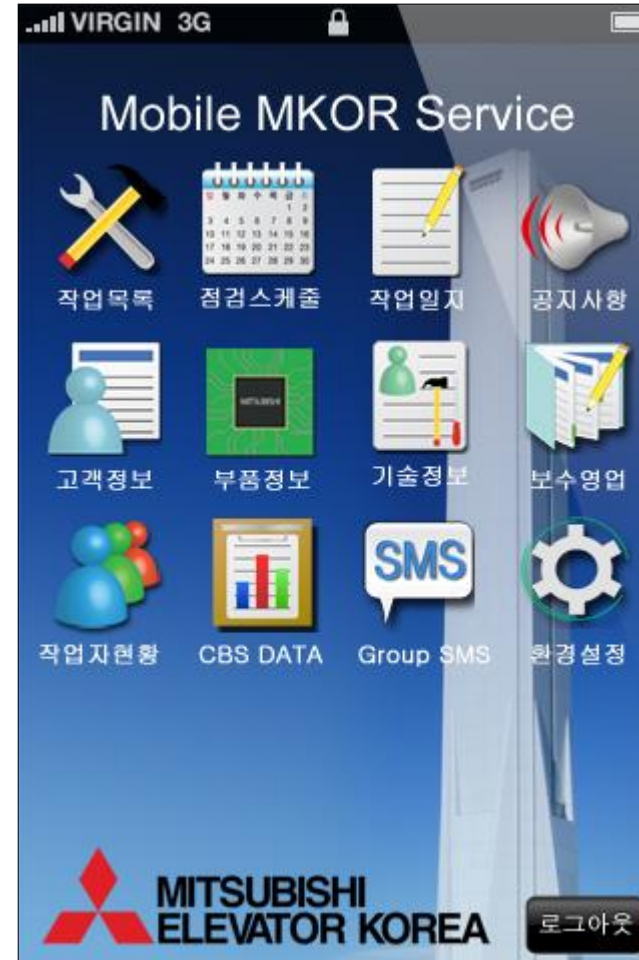 VIRGIN 3G
Mobile MKOR Service
작업목록 점검스케줄 작업일지 공지사항
고객정보 부품정보 기술정보 보수영업
SMS
작업자현황 CBS DATA Group SMS 환경설정
MITSUBISHI
ELEVATOR KOREA
로그아웃